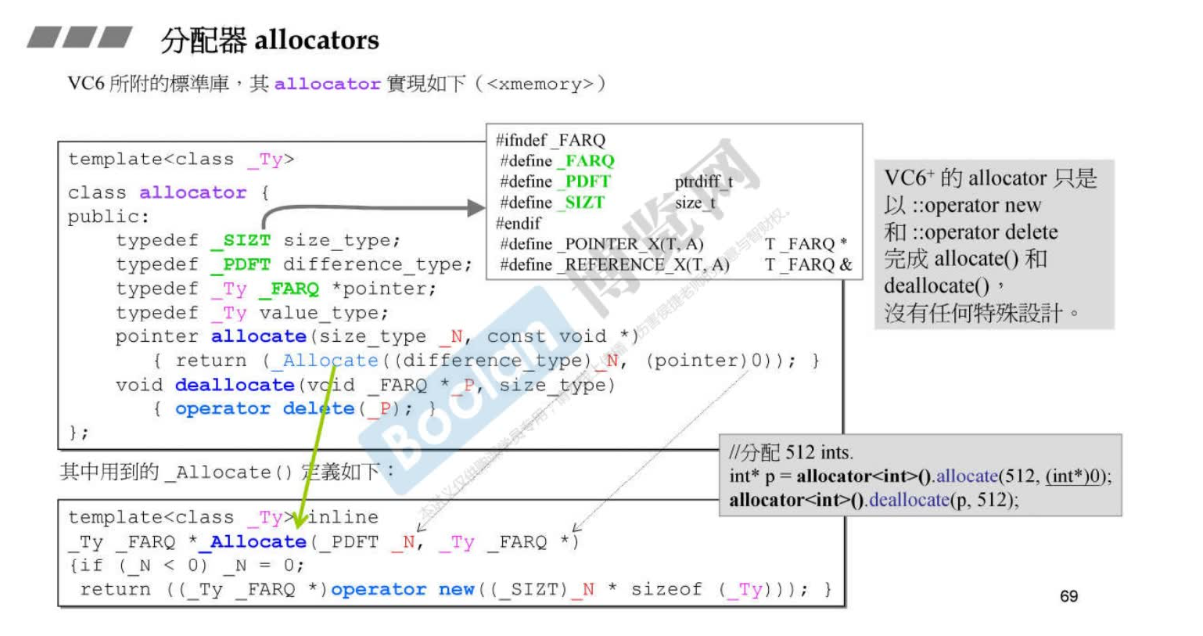 分配器 allocators
VC6 所附的標準庫，其 allocator 實現如下（<xmemory>）
template<class _Ty>
class allocator {
public:
typedef _SIZT size_type;
typedef _PDFT difference_type;
typedef _Ty _FARQ *pointer;
typedef _Ty value_type;
pointer allocate(size_type _N, const void *)
{ return (_Allocate((difference_type)_N, (pointer)0)); }
void deallocate(void _FARQ *_P, size_type)
{ operator delete(_P); }
};
#ifndef _FARQ
#define _FARQ
#define _PDFT ptrdiff_t
#define _SIZT size_t
#endif
#define _POINTER_X(T, A) T _FARQ *
#define _REFERENCE_X(T, A) T _FARQ &
VC6+ 的 allocator 只是
以 ::operator new
和 ::operator delete
完成 allocate() 和
deallocate()，
沒有任何特殊設計。
其中用到的 _Allocate() 定義如下：
//分配 512 ints.
int* p = allocator<int>().allocate(512, (int*)0);
allocator<int>().deallocate(p, 512);
template<class _Ty> inline
_Ty _FARQ *_Allocate(_PDFT _N, _Ty _FARQ *)
{if (_N < 0) _N = 0;
return ((_Ty _FARQ *)operator new((_SIZT)_N * sizeof (_Ty))); }
69
Boolan 博览网